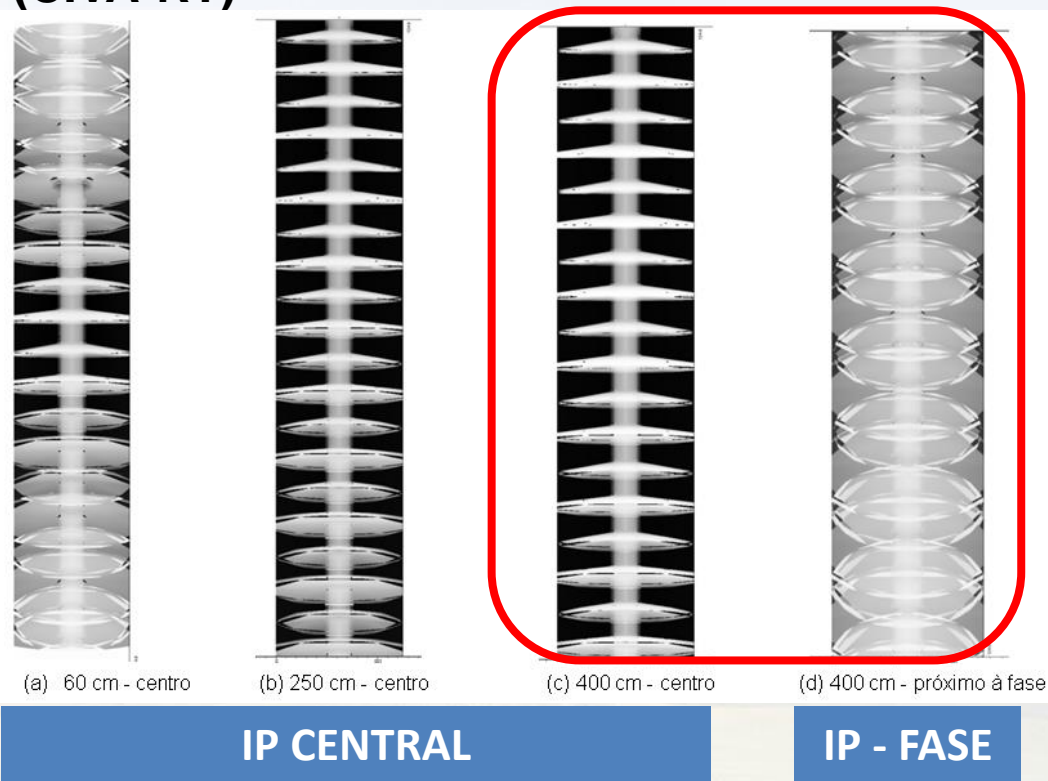 (a) 60 cm - centro
(b) 250 cm - centro
(c) 400 cm - centro
(d) 400 cm - próximo à fase
IP CENTRAL
IP - FASE